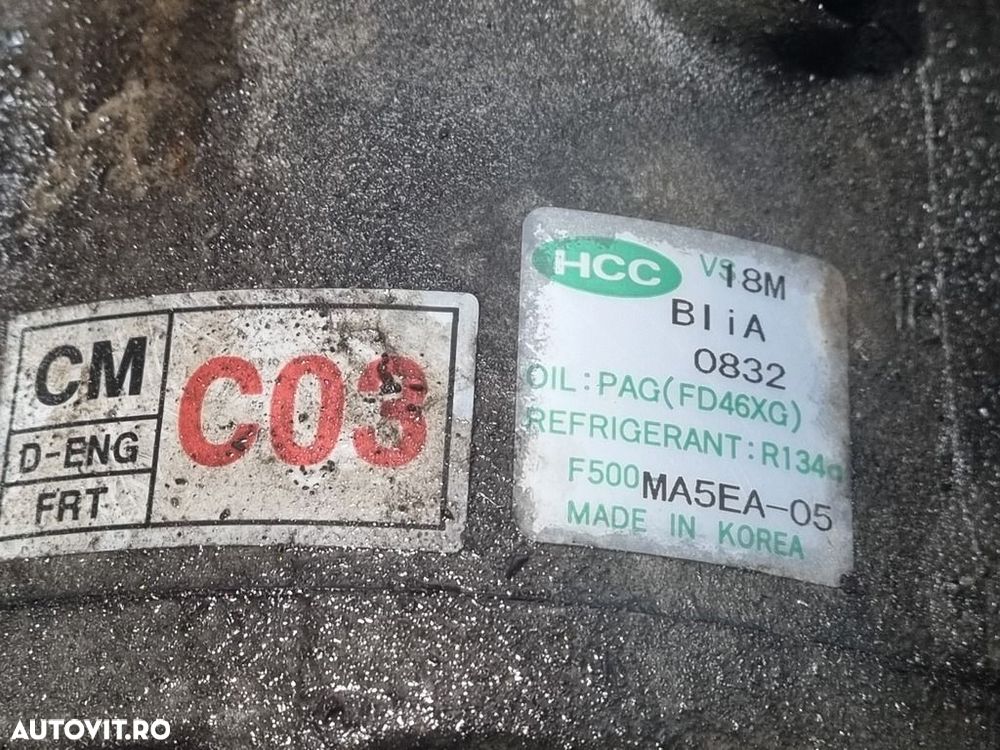 CM
D-ENG
FRT
C03
HCC VS18M
BIiA
0832
OIL:PAG(FD46XG)
REFRIGERANT:R134a
F500MA5EA-05
MADE IN KOREA
AUTOVIT.RO